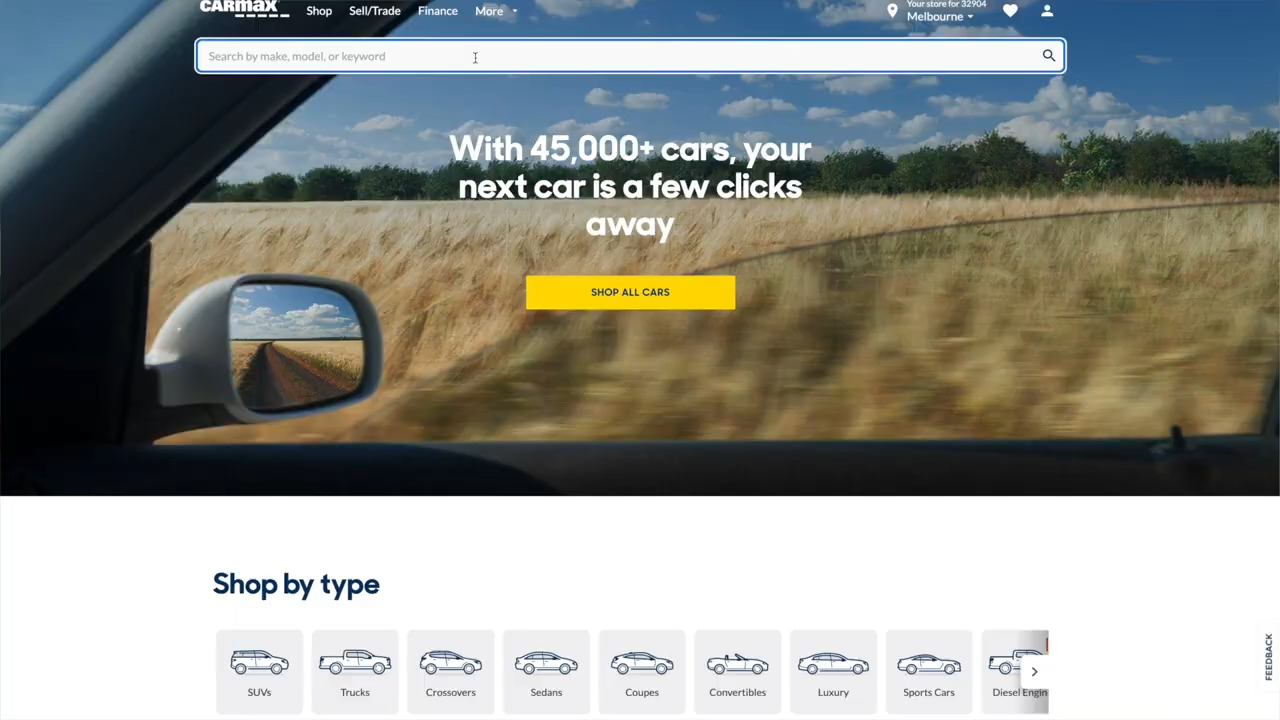 CARMAX
Shop
Sell/Trade
Finance
More
Your store for 32904
Melbourne
Search by make, model, or keyword
With 45,000+ cars, your
next car is a few clicks
away
SHOP ALL CARS
Shop by type
SUVs
Trucks
Crossovers
Sedans
Coupes
Convertibles
Luxury
Sports Cars
Diesel Engin
FEEDBACK